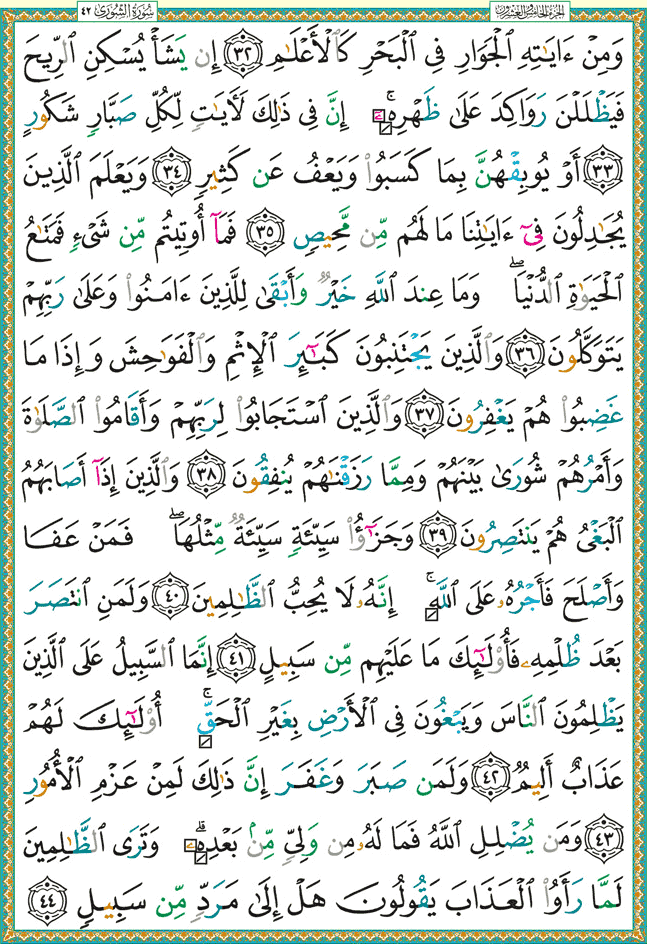 الجزء الخامس والعشرون
سورة الشورى ٤٢
وَمِنْ ءَايَٰتِهِ ٱلْجَوَارِ فِى ٱلْبَحْرِ كَٱلْأَعْلَٰمِ ٣٢ إِن يَشَأْ يُسْكِنِ ٱلرِّيحَ
فَيَظْلَلْنَ رَوَاكِدَ عَلَىٰ ظَهْرِهِۦٓ ۚ إِنَّ فِى ذَٰلِكَ لَءَايَٰتٍ لِّكُلِّ صَبَّارٍ شَكُورٍ
٣٣ أَوْ يُوبِقْهُنَّ بِمَا كَسَبُوا۟ وَيَعْفُ عَن كَثِيرٍ ٣٤ وَيَعْلَمَ ٱلَّذِينَ
يُجَٰدِلُونَ فِىٓ ءَايَٰتِنَا مَا لَهُم مِّن مَّحِيصٍ ٣٥ فَمَآ أُوتِيتُم مِّن شَىْءٍ فَمَتَٰعُ
ٱلْحَيَوٰةِ ٱلدُّنْيَا ۖ وَمَا عِندَ ٱللَّهِ خَيْرٌ وَأَبْقَىٰ لِلَّذِينَ ءَامَنُوا۟ وَعَلَىٰ رَبِّهِمْ
يَتَوَكَّلُونَ ٣٦ وَٱلَّذِينَ يَجْتَنِبُونَ كَبَٰٓئِرَ ٱلْإِثْمِ وَٱلْفَوَٰحِشَ وَإِذَا مَا
غَضِبُوا۟ هُمْ يَغْفِرُونَ ٣٧ وَٱلَّذِينَ ٱسْتَجَابُوا۟ لِرَبِّهِمْ وَأَقَامُوا۟ ٱلصَّلَوٰةَ
وَأَمْرُهُمْ شُورَىٰ بَيْنَهُمْ وَمِمَّا رَزَقْنَٰهُمْ يُنفِقُونَ ٣٨ وَٱلَّذِينَ إِذَآ أَصَابَهُمُ
ٱلْبَغْىُ هُمْ يَنتَصِرُونَ ٣٩ وَجَزَٰٓؤُا۟ سَيِّئَةٍ سَيِّئَةٌ مِّثْلُهَا ۖ فَمَنْ عَفَا
وَأَصْلَحَ فَأَجْرُهُۥ عَلَى ٱللَّهِ ۚ إِنَّهُۥ لَا يُحِبُّ ٱلظَّٰلِمِينَ ٤٠ وَلَمَنِ ٱنتَصَرَ
بَعْدَ ظُلْمِهِۦ فَأُو۟لَٰٓئِكَ مَا عَلَيْهِم مِّن سَبِيلٍ ٤١ إِنَّمَا ٱلسَّبِيلُ عَلَى ٱلَّذِينَ
يَظْلِمُونَ ٱلنَّاسَ وَيَبْغُونَ فِى ٱلْأَرْضِ بِغَيْرِ ٱلْحَقِّ ۚ أُو۟لَٰٓئِكَ لَهُمْ
عَذَابٌ أَلِيمٌ ٤٢ وَلَمَن صَبَرَ وَغَفَرَ إِنَّ ذَٰلِكَ لَمِنْ عَزْمِ ٱلْأُمُورِ
٤٣ وَمَن يُضْلِلِ ٱللَّهُ فَمَا لَهُۥ مِن وَلِىٍّ مِّنۢ بَعْدِهِۦ ۗ وَتَرَى ٱلظَّٰلِمِينَ
لَمَّا رَأَوُا۟ ٱلْعَذَابَ يَقُولُونَ هَلْ إِلَىٰ مَرَدٍّ مِّن سَبِيلٍ ٤٤